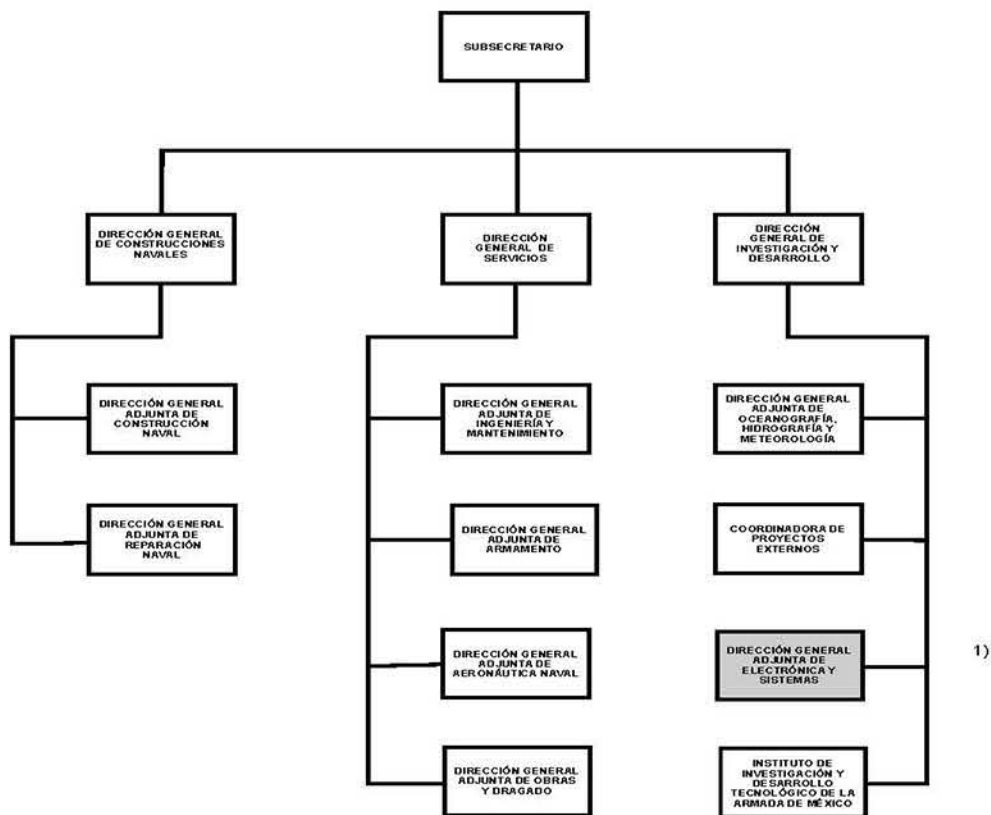 SUBSECRETARIO
DIRECCIÓN GENERAL
DE CONSTRUCCIONES
NAVALES
DIRECCIÓN
GENERAL DE
SERVICIOS
DIRECCIÓN
GENERAL DE
INVESTIGACIÓN Y
DESARROLLO
DIRECCIÓN GENERAL
ADJUNTA DE
CONSTRUCCIÓN
NAVAL
DIRECCIÓN GENERAL
ADJUNTA DE
INGENIERÍA Y
MANTENIMIENTO
DIRECCIÓN GENERAL
ADJUNTA DE
OCEANOGRAFÍA,
HIDROGRAFÍA Y
METEOROLOGÍA
DIRECCIÓN GENERAL
ADJUNTA DE
REPARACIÓN
NAVAL
DIRECCIÓN GENERAL
ADJUNTA DE
ARMAMENTO
COORDINADORA DE
PROYECTOS
EXTERNOS
DIRECCIÓN GENERAL
ADJUNTA DE
AERONÁUTICA NAVAL
DIRECCIÓN GENERAL
ADJUNTA DE
ELECTRÓNICA Y
SISTEMAS
1)
DIRECCIÓN GENERAL
ADJUNTA DE OBRAS
Y DRAGADO
INSTITUTO DE
INVESTIGACIÓN Y
DESARROLLO
TECNOLÓGICO DE LA
ARMADA DE MÉXICO